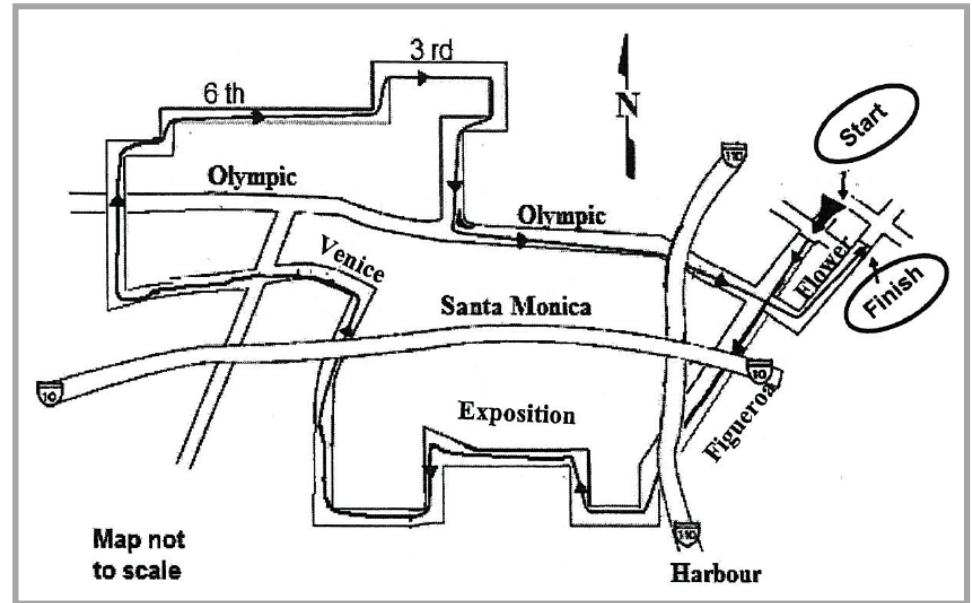 3 rd
6 th
N
110
Start
Olympic
Olympic
Flower
Venice
Finish
Santa Monica
10
10
Exposition
Figueroa
Map not
to scale
110
Harbour